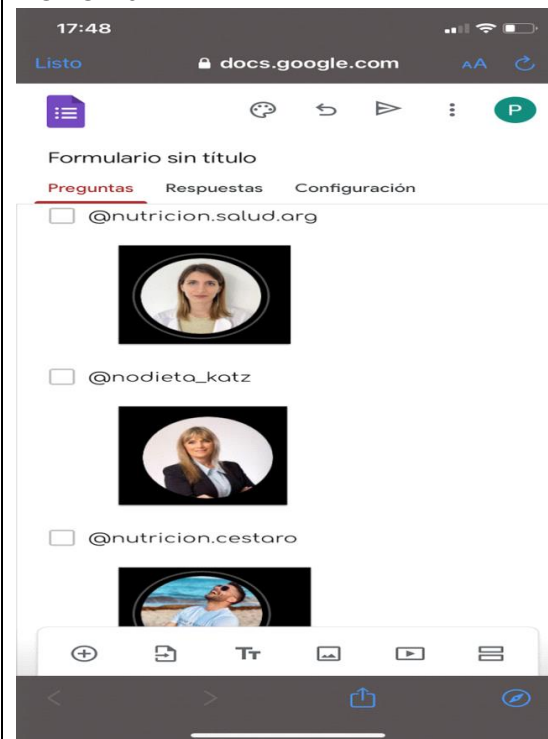 17:48
Listo docs.google.com AA
P
Formulario sin título
Preguntas Respuestas Configuración
@nutricion.salud.arg
@nodieta_katz
@nutricion.cestaro
Tт